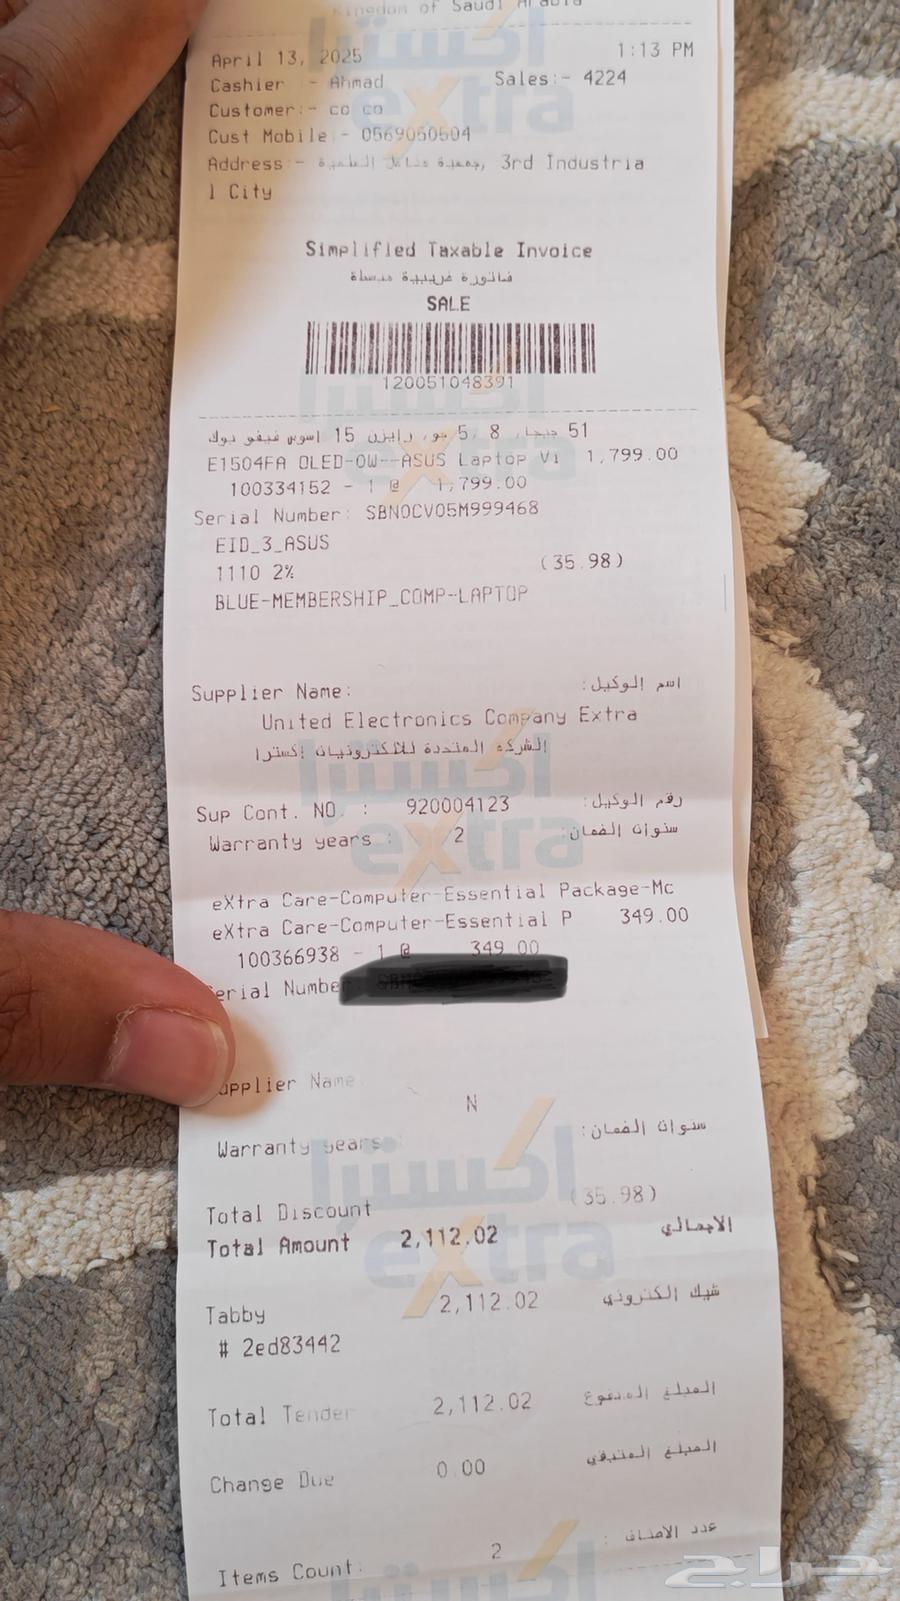 Kingdom of Saudi Arabia
April 13, 2025 1:13 PM
Cashier :- Ahmad Sales:- 4224
Customer:- co co
Cust Mobile:- 0569060504
Address:- جمعية منازل العلمية, 3rd Industria
l City
Simplified Taxable Invoice
فاتورة ضريبية مبسطة
SALE
120051048391
اسوس فيفو بوك 15 رايزن 5، 8 جيجا، 51
E1504FA OLED-OW--ASUS Laptop Vi 1,799.00
100334152 - 1 @ 1,799.00
Serial Number: SBNOCV05M999468
EID_3_ASUS
1110 2% (35.98)
BLUE-MEMBERSHIP_COMP-LAPTOP
Supplier Name: اسم الوكيل:
United Electronics Company Extra
الشركه المتحدة للالكترونيات إكسترا
Sup Cont. NO. : 920004123 رقم الوكيل:
Warranty years : 2 سنوات الضمان:
eXtra Care-Computer-Essential Package-Mc
eXtra Care-Computer-Essential P 349.00
100366938 - 1 @ 349.00
erial Number
upplier Name:
N
Warranty years : سنوات الضمان:
Total Discount (35.98)
Total Amount 2,112.02 الاجمالي
Tabby 2,112.02 شيك الكتروني
# 2ed83442
Total Tender 2,112.02 المبلغ المدفوع
Change Due 0.00 المبلغ المتبقي
Items Count: 2 عدد الاصناف :
اكسترا
extra
حراج